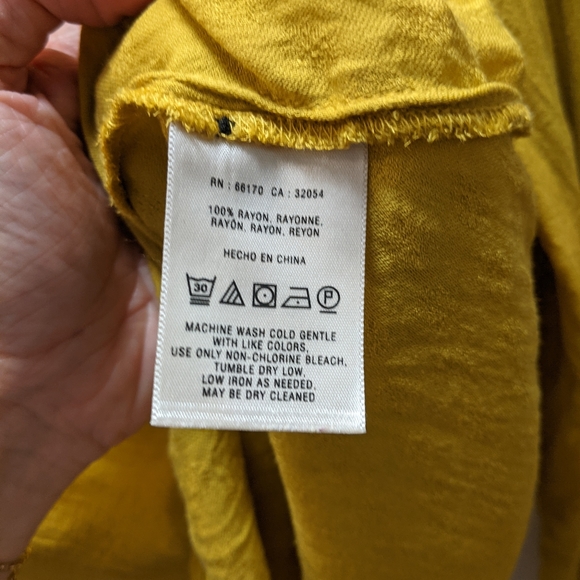 RN : 66170 CA : 32054
100% RAYON, RAYONNE,
RAYÓN, RAYON, REYON
HECHO EN CHINA
30 P
MACHINE WASH COLD GENTLE
WITH LIKE COLORS,
USE ONLY NON-CHLORINE BLEACH,
TUMBLE DRY LOW,
LOW IRON AS NEEDED.
MAY BE DRY CLEANED